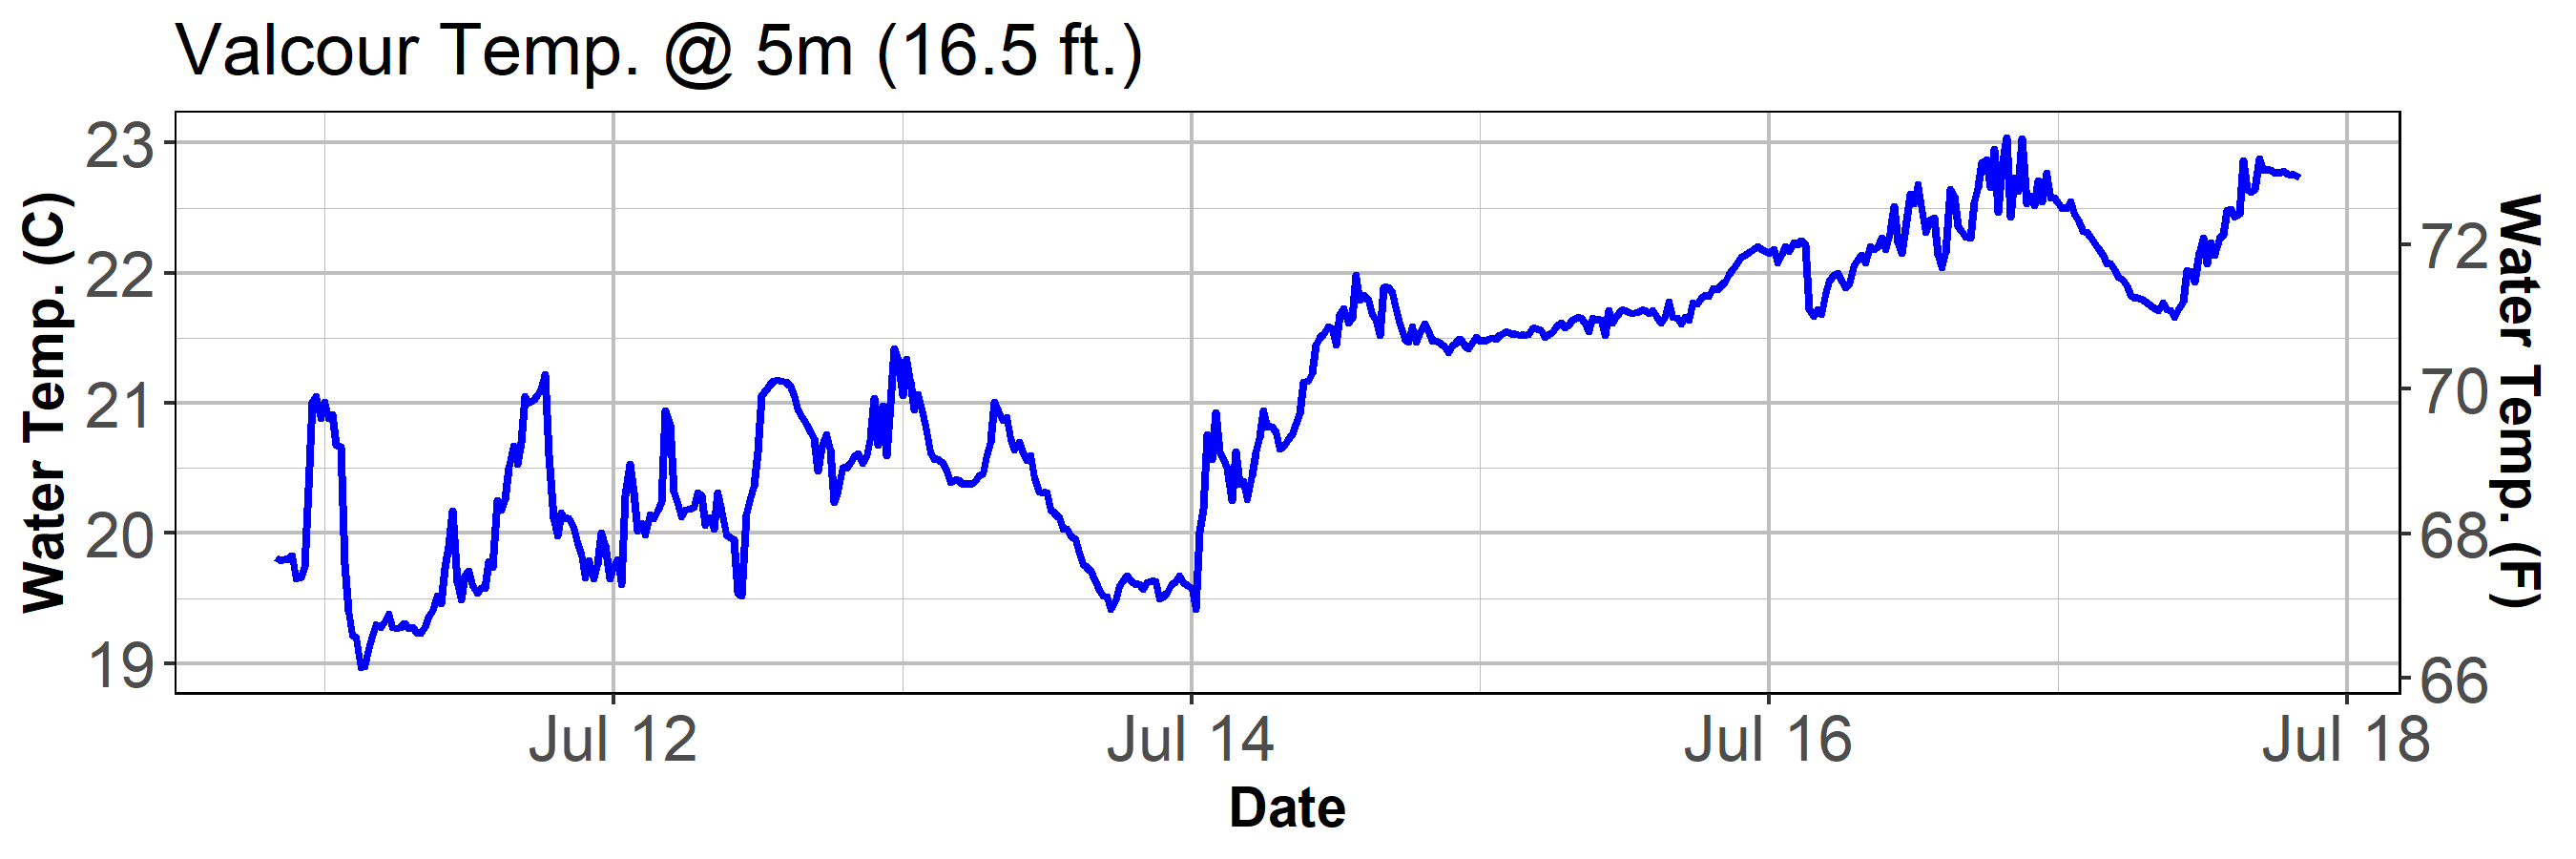 Valcour Temp. @ 5m (16.5 ft.)
Water Temp. (C)
23
22
21
20
19
72
70
68
66
Water Temp. (F)
Jul 12
Jul 14
Jul 16
Jul 18
Date